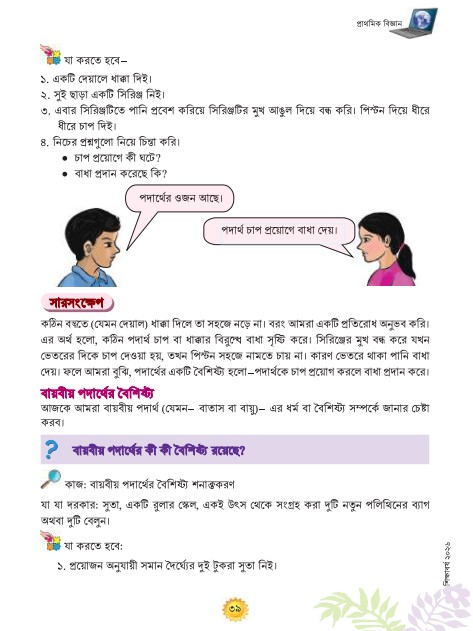 প্রাথমিক বিজ্ঞান
যা করতে হবে–
১. একটি দেয়ালে ধাক্কা দিই।
২. সুই ছাড়া একটি সিরিঞ্জ নিই।
৩. এবার সিরিঞ্জটিতে পানি প্রবেশ করিয়ে সিরিঞ্জটির মুখ আঙুল দিয়ে বন্ধ করি। পিস্টন দিয়ে ধীরে
ধীরে চাপ দিই।
৪. নিচের প্রশ্নগুলো নিয়ে চিন্তা করি।
• চাপ প্রয়োগে কী ঘটে?
• বাধা প্রদান করেছে কি?
পদার্থের ওজন আছে।
পদার্থ চাপ প্রয়োগে বাধা দেয়।
সারসংক্ষেপ
কঠিন বস্তুতে (যেমন দেয়াল) ধাক্কা দিলে তা সহজে নড়ে না। বরং আমরা একটি প্রতিরোধ অনুভব করি।
এর অর্থ হলো, কঠিন পদার্থ চাপ বা ধাক্কার বিরুদ্ধে বাধা সৃষ্টি করে। সিরিঞ্জের মুখ বন্ধ করে যখন
ভেতরের দিকে চাপ দেওয়া হয়, তখন পিস্টন সহজে নামতে চায় না। কারণ ভেতরে থাকা পানি বাধা
দেয়। ফলে আমরা বুঝি, পদার্থের একটি বৈশিষ্ট্য হলো–পদার্থকে চাপ প্রয়োগ করলে বাধা প্রদান করে।
বায়বীয় পদার্থের বৈশিষ্ট্য
আজকে আমরা বায়বীয় পদার্থ (যেমন– বাতাস বা বায়ু)– এর ধর্ম বা বৈশিষ্ট্য সম্পর্কে জানার চেষ্টা
করব।
? বায়বীয় পদার্থের কী কী বৈশিষ্ট্য রয়েছে?
কাজ: বায়বীয় পদার্থের বৈশিষ্ট্য শনাক্তকরণ
যা যা দরকার: সুতা, একটি রুলার স্কেল, একই উৎস থেকে সংগ্রহ করা দুটি নতুন পলিথিনের ব্যাগ
অথবা দুটি বেলুন।
যা করতে হবে:
১. প্রয়োজন অনুযায়ী সমান দৈর্ঘ্যের দুই টুকরা সুতা নিই।
৩৯
শিক্ষাবর্ষ ২০২৬